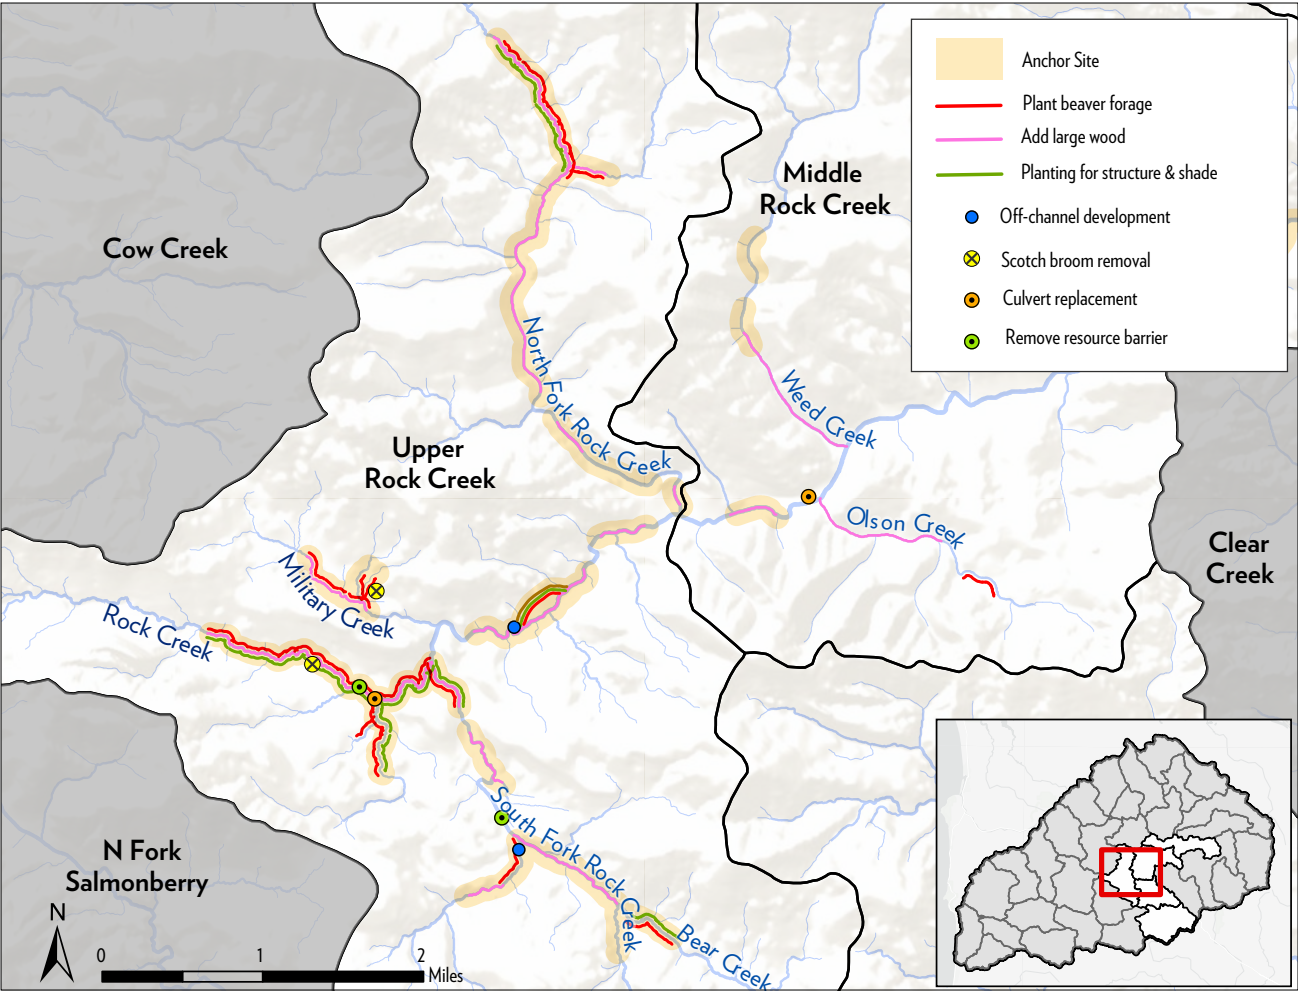 Anchor Site
Plant beaver forage
Add large wood
Planting for structure & shade
Off-channel development
Scotch broom removal
Culvert replacement
Remove resource barrier
Middle
Rock Creek
Cow Creek
North Fork Rock Creek
Weed Creek
Upper
Rock Creek
Olson Creek
Clear
Creek
Military Creek
Rock Creek
South Fork Rock Creek
N Fork
Salmonberry
Bear Creek
N
0
1
2
Miles